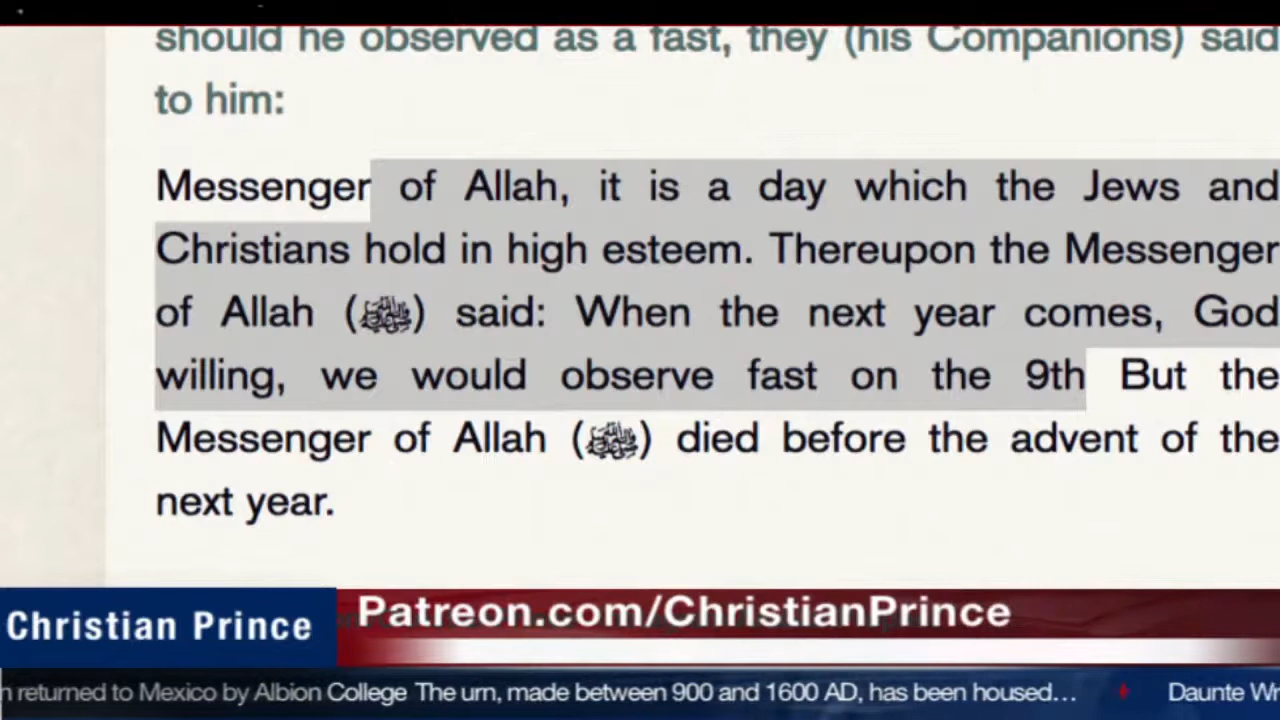 should he observed as a fast, they (his Companions) said
to him:
Messenger of Allah, it is a day which the Jews and
Christians hold in high esteem. Thereupon the Messenger
of Allah (ﷺ) said: When the next year comes, God
willing, we would observe fast on the 9th But the
Messenger of Allah (ﷺ) died before the advent of the
next year.
Christian Prince
Patreon.com/ChristianPrince
n returned to Mexico by Albion College The urn, made between 900 and 1600 AD, has been housed... Daunte Wr